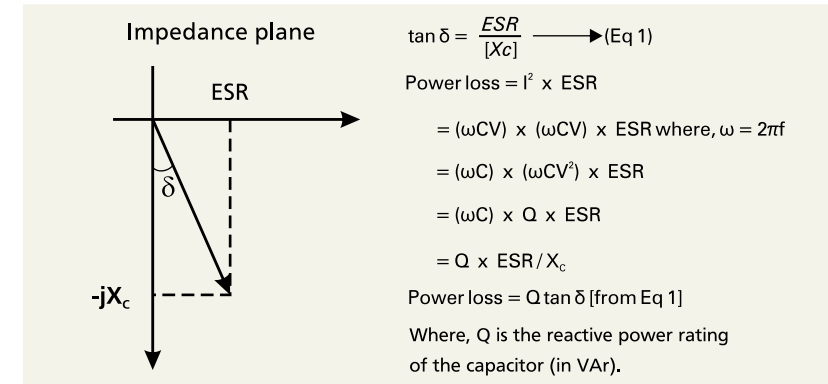 Impedance plane
ESR
δ
-jXc
tan δ = ESR / [Xc] → (Eq 1)
Power loss = I² x ESR
= (ωCV) x (ωCV) x ESR where, ω = 2πf
= (ωC) x (ωCV²) x ESR
= (ωC) x Q x ESR
= Q x ESR / Xc
Power loss = Q tan δ [from Eq 1]
Where, Q is the reactive power rating
of the capacitor (in VAr).